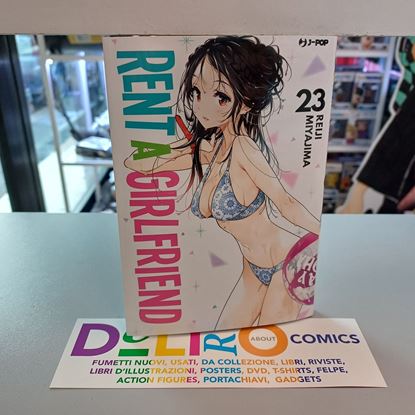 J-POP
RENT A GIRLFRIEND
23
REIJI
MIYAJIMA
DELIRIO ABOUT COMICS
FUMETTI NUOVI, USATI, DA COLLEZIONE, LIBRI, RIVISTE,
LIBRI D'ILLUSTRAZIONI, POSTERS, DVD, T-SHIRTS, FELPE,
ACTION FIGURES, PORTACHIAVI, GADGETS